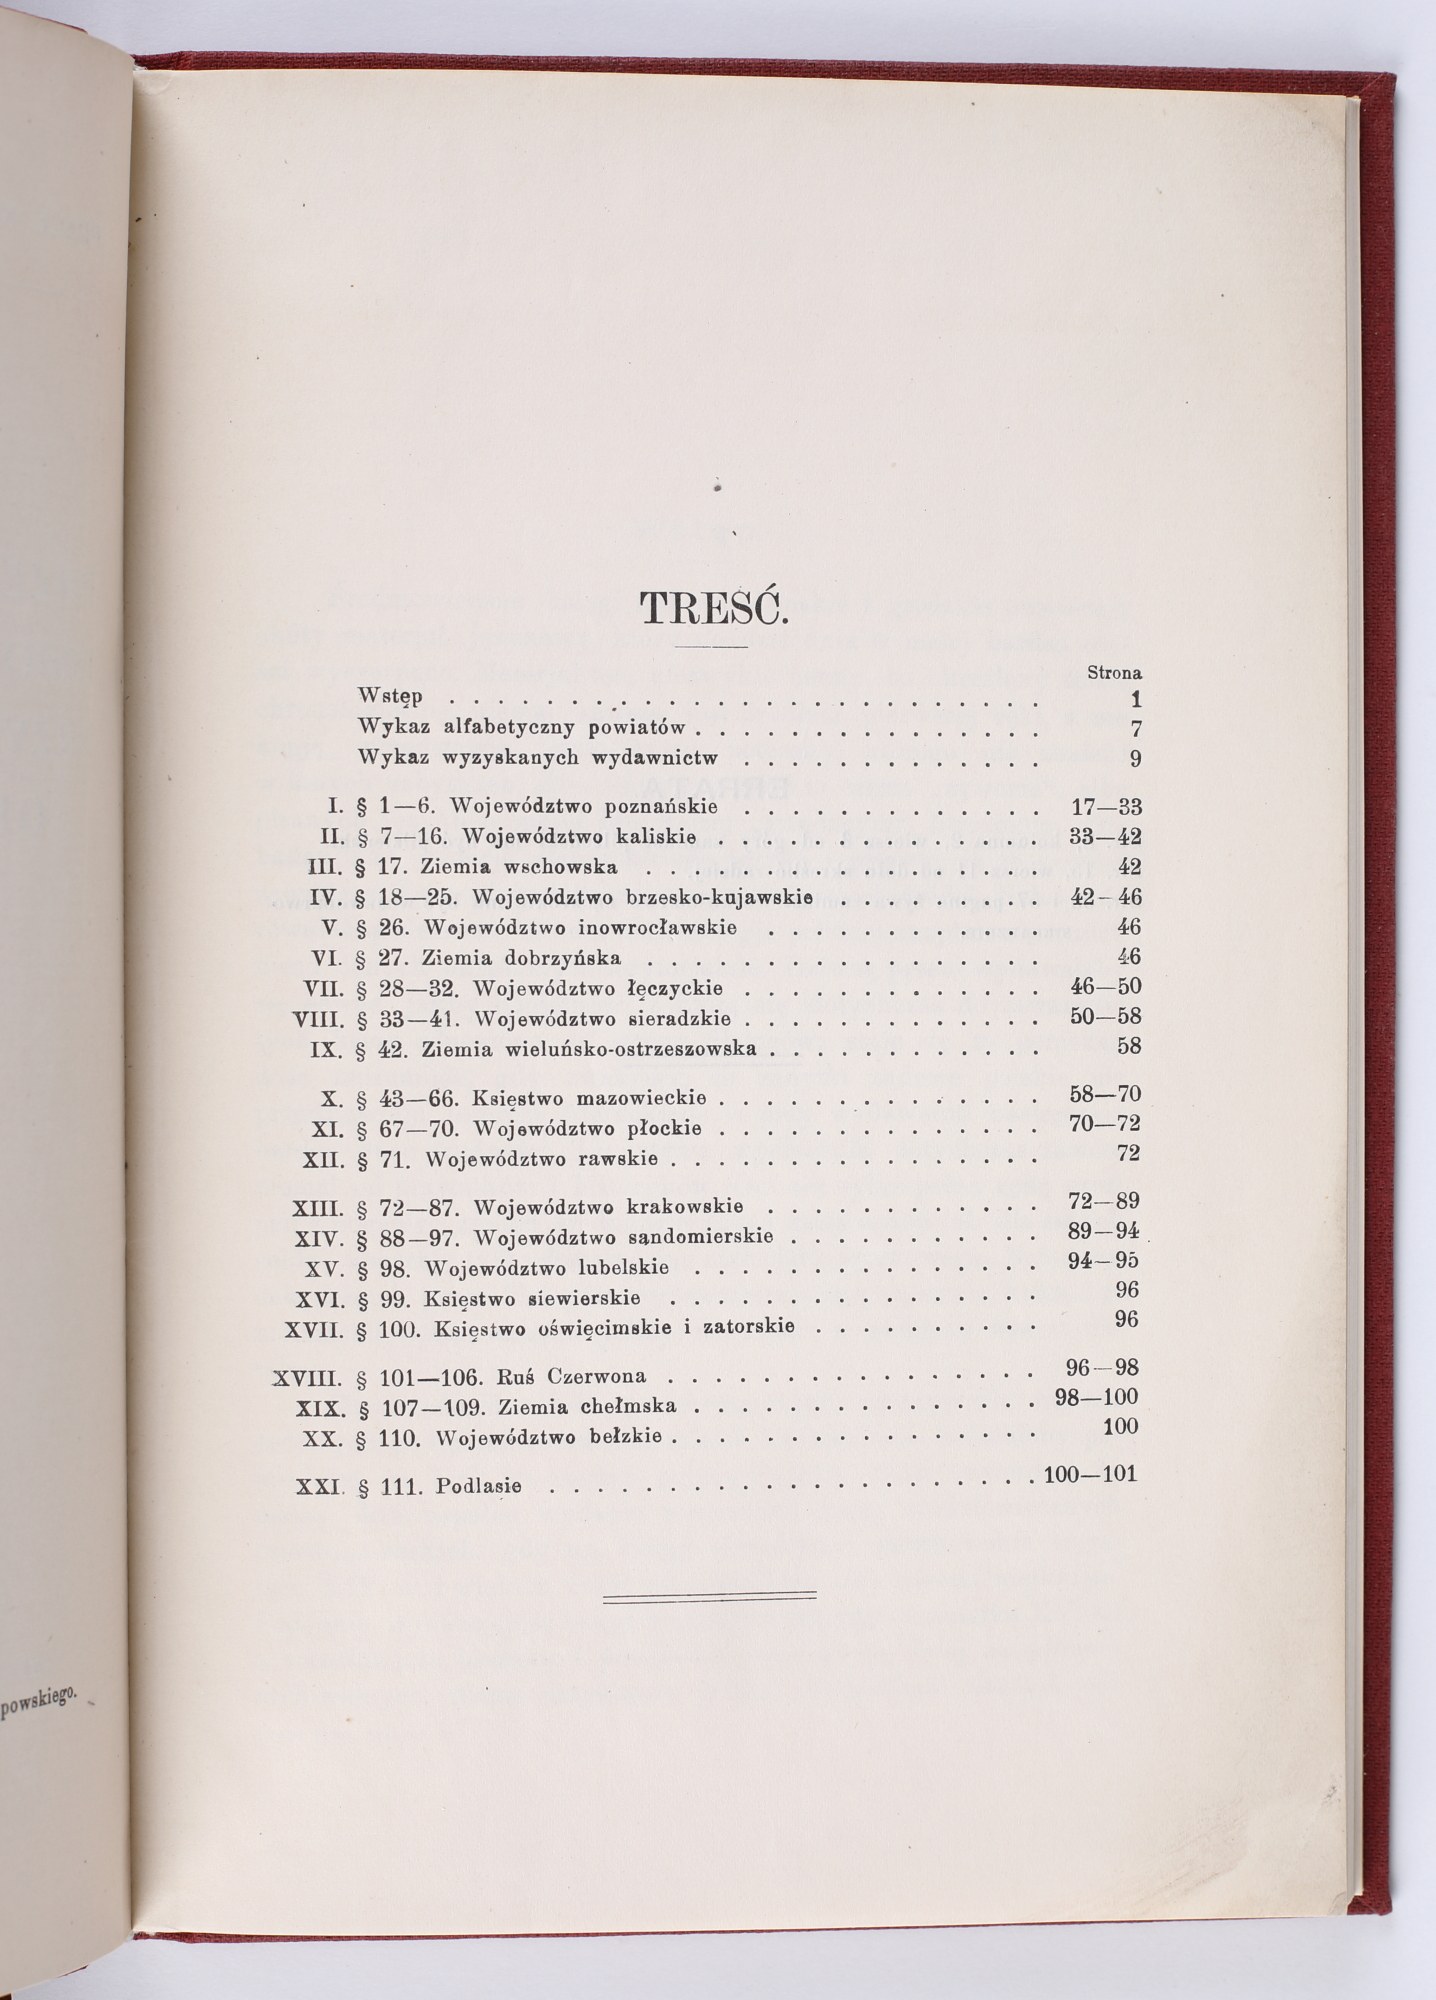 powskiego.
TREŚĆ.
Strona
Wstęp . . . . . . . . . . . . . . . . . . . . . . . . . 1
Wykaz alfabetyczny powiatów . . . . . . . . . . . . . . . 7
Wykaz wyzyskanych wydawnictw . . . . . . . . . . . . . 9
I. § 1—6. Województwo poznańskie . . . . . . . . . . . . . 17—33
II. § 7—16. Województwo kaliskie . . . . . . . . . . . . . . 33—42
III. § 17. Ziemia wschowska . . . . . . . . . . . . . . . . . 42
IV. § 18—25. Województwo brzesko-kujawskie . . . . . . . . . 42—46
V. § 26. Województwo inowrocławskie . . . . . . . . . . . . 46
VI. § 27. Ziemia dobrzyńska . . . . . . . . . . . . . . . . . 46
VII. § 28—32. Województwo łęczyckie . . . . . . . . . . . . . 46—50
VIII. § 33—41. Województwo sieradzkie . . . . . . . . . . . . . 50—58
IX. § 42. Ziemia wieluńsko-ostrzeszowska . . . . . . . . . . . . 58
X. § 43—66. Księstwo mazowieckie . . . . . . . . . . . . . . 58—70
XI. § 67—70. Województwo płockie . . . . . . . . . . . . . . 70—72
XII. § 71. Województwo rawskie . . . . . . . . . . . . . . . . 72
XIII. § 72—87. Województwo krakowskie . . . . . . . . . . . . 72—89
XIV. § 88—97. Województwo sandomierskie . . . . . . . . . . . 89—94
XV. § 98. Województwo lubelskie . . . . . . . . . . . . . . . 94—95
XVI. § 99. Księstwo siewierskie . . . . . . . . . . . . . . . . 96
XVII. § 100. Księstwo oświęcimskie i zatorskie . . . . . . . . . . 96
XVIII. § 101—106. Ruś Czerwona . . . . . . . . . . . . . . . . 96—98
XIX. § 107—109. Ziemia chełmska . . . . . . . . . . . . . . . 98—100
XX. § 110. Województwo bełzkie . . . . . . . . . . . . . . . . 100
XXI. § 111. Podlasie . . . . . . . . . . . . . . . . . . . . . 100—101